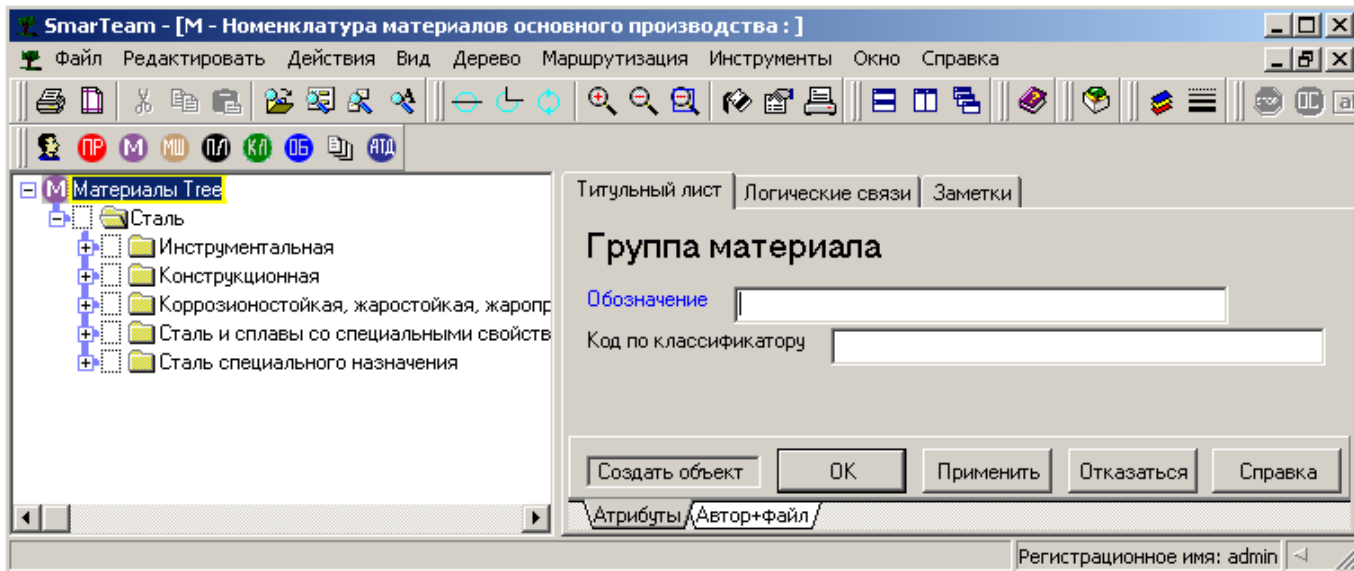 SmarTeam - [M - Номенклатура материалов основного производства : ]
Файл Редактировать Действия Вид Дерево Маршрутизация Инструменты Окно Справка
ПР М МШ ПЛ КЛ ОБ АТД
М Материалы Tree
Сталь
Инструментальная
Конструкционная
Коррозионостойкая, жаростойкая, жаропр
Сталь и сплавы со специальными свойств
Сталь специального назначения
Титульный лист Логические связи Заметки
Группа материала
Обозначение
Код по классификатору
Создать объект OK Применить Отказаться Справка
Атрибуты Автор+Файл
Регистрационное имя: admin